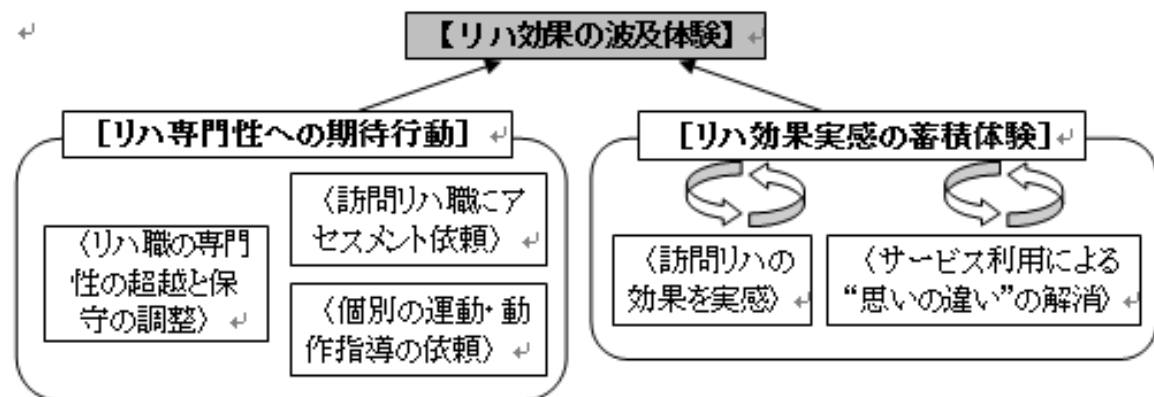 【リハ効果の波及体験】
[リハ専門性への期待行動]
〈リハ職の専門
性の超越と保
守の調整〉
〈訪問リハ職にア
セスメント依頼〉
〈個別の運動・動
作指導の依頼〉
[リハ効果実感の蓄積体験]
〈訪問リハの
効果を実感〉
〈サービス利用による
“思いの違い”の解消〉